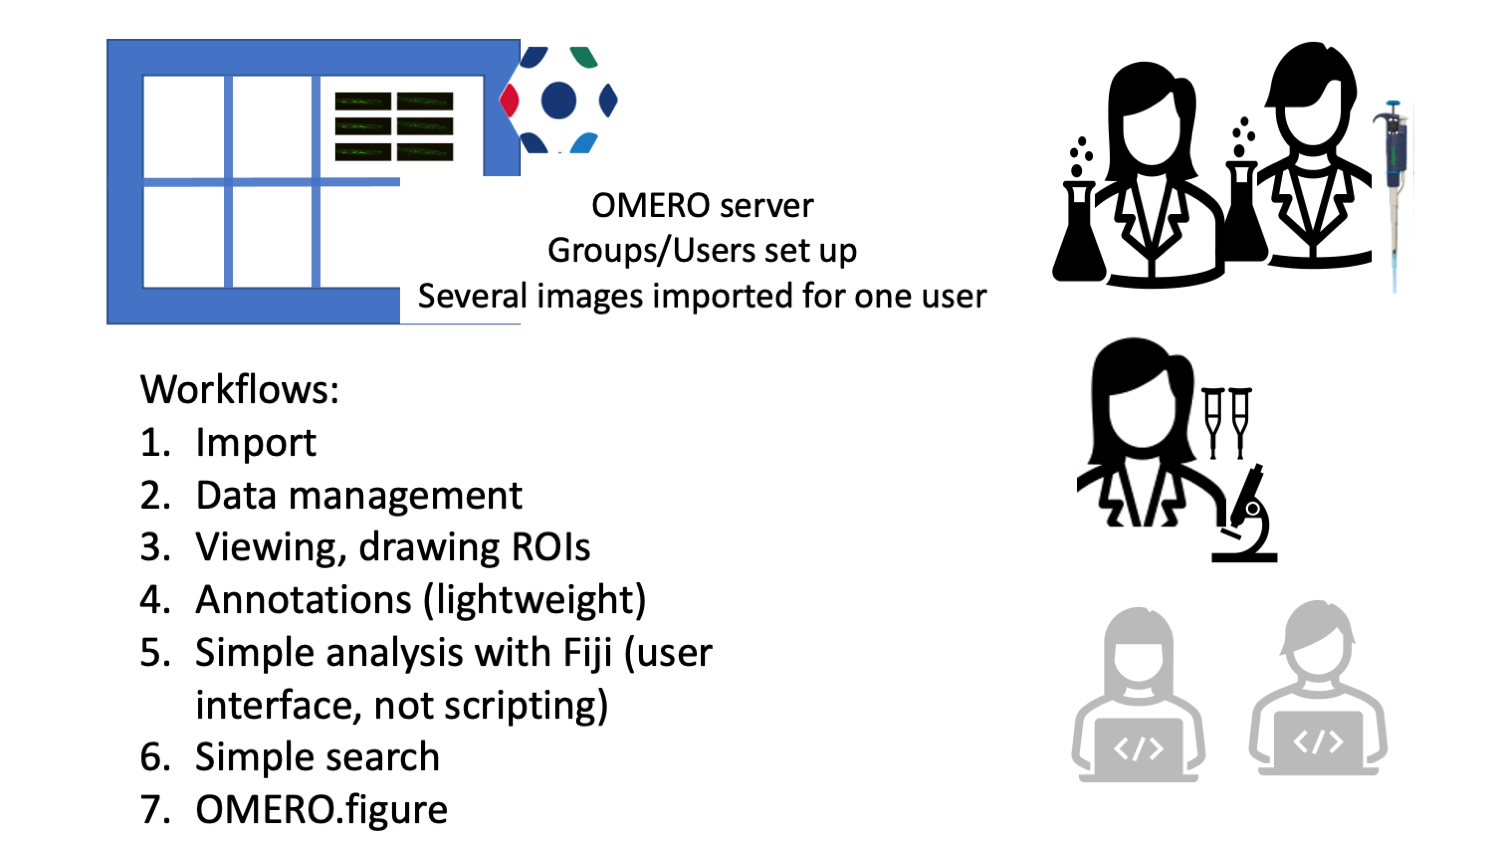 OMERO server
Groups/Users set up
Several images imported for one user
Workflows:
1. Import
2. Data management
3. Viewing, drawing ROIs
4. Annotations (lightweight)
5. Simple analysis with Fiji (user
interface, not scripting)
6. Simple search
7. OMERO.figure